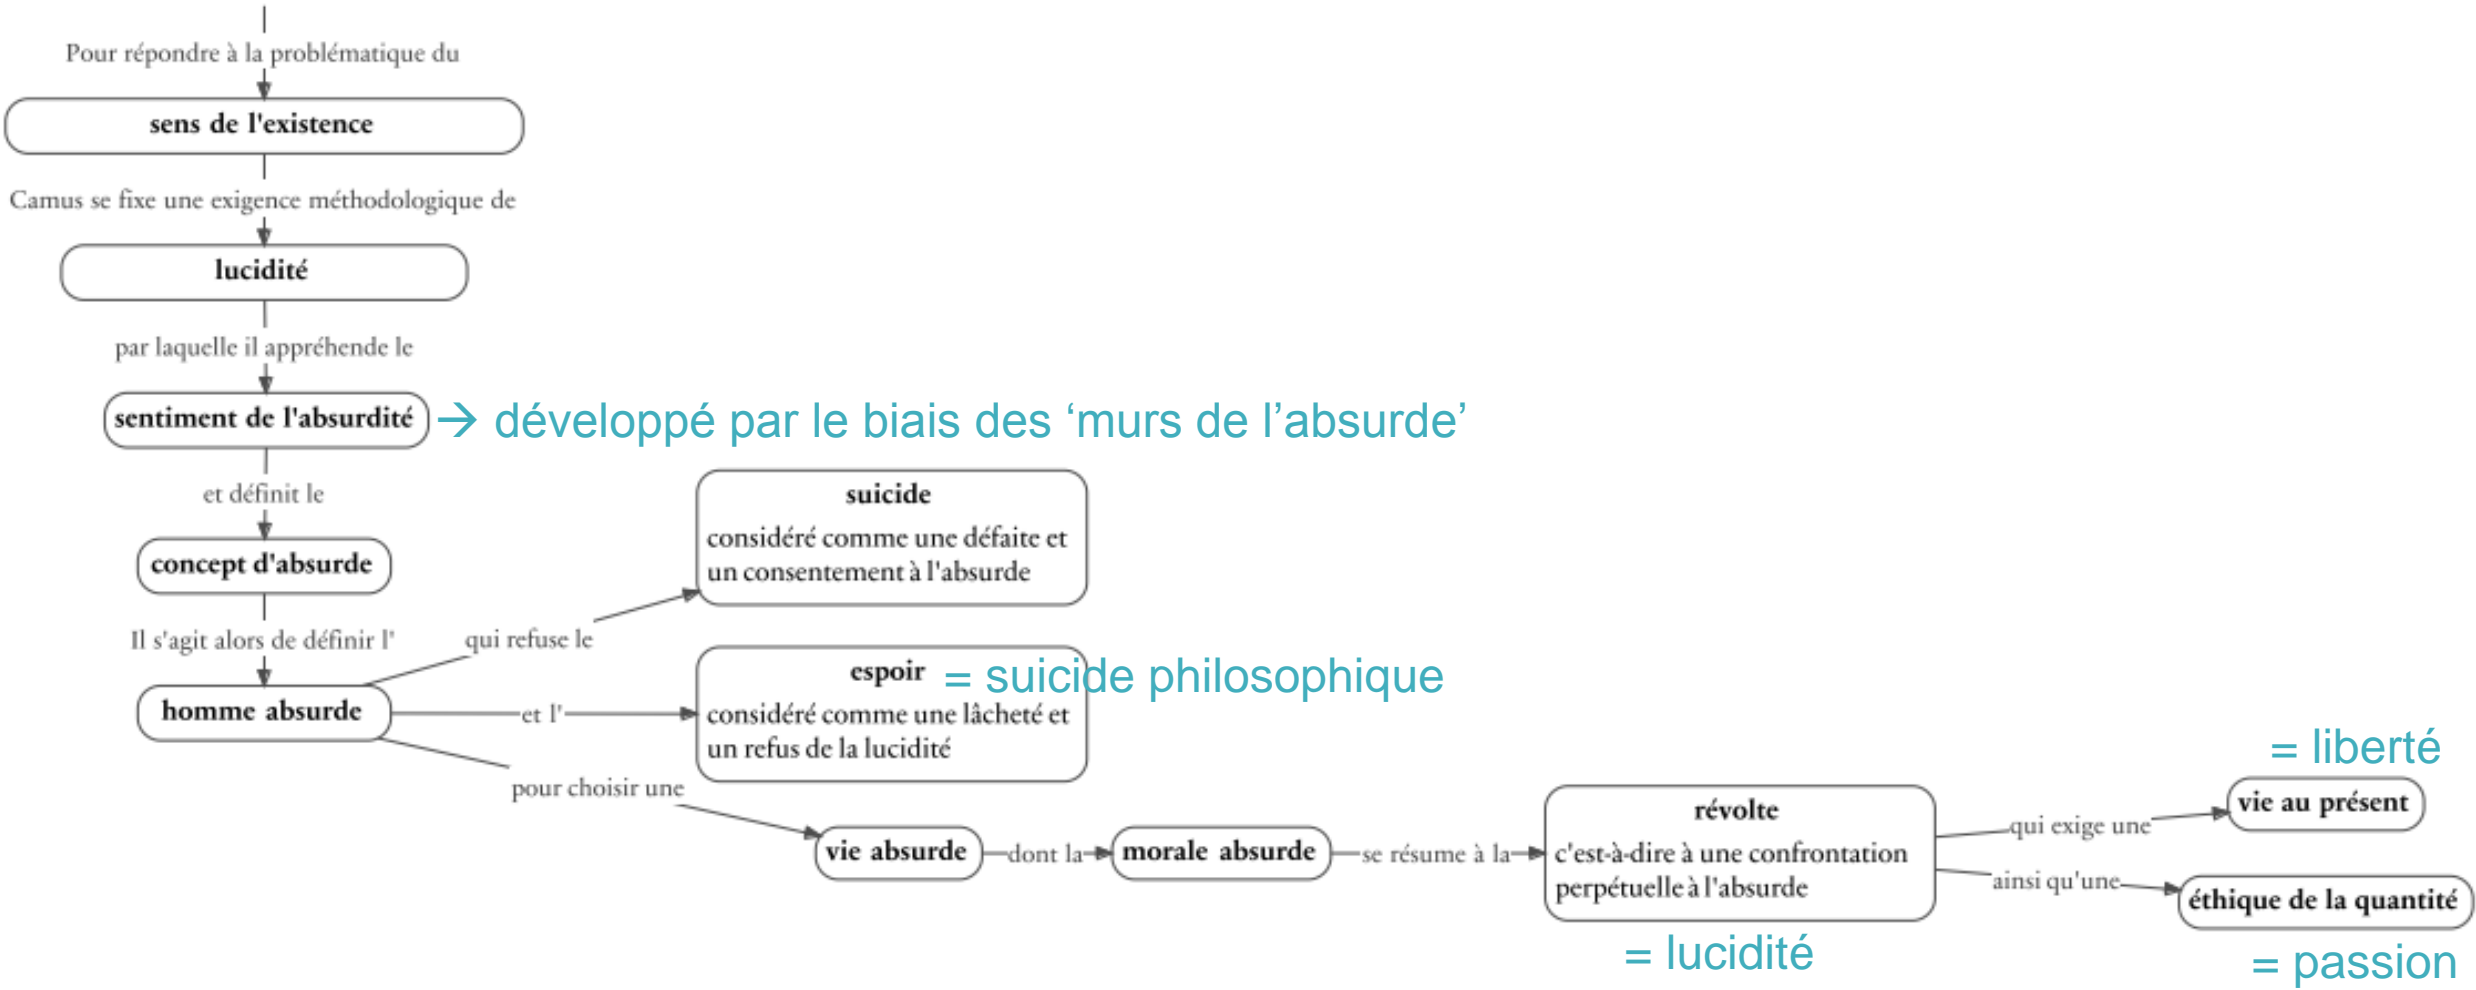 Pour répondre à la problématique du
sens de l'existence
Camus se fixe une exigence méthodologique de
lucidité
par laquelle il appréhende le
sentiment de l'absurdité
→ développé par le biais des ‘murs de l’absurde’
et définit le
concept d'absurde
Il s'agit alors de définir l'
homme absurde
qui refuse le
suicide
considéré comme une défaite et
un consentement à l'absurde
et l'
espoir = suicide philosophique
considéré comme une lâcheté et
un refus de la lucidité
pour choisir une
vie absurde
dont la
morale absurde
se résume à la
révolte
c'est-à-dire à une confrontation
perpétuelle à l'absurde
= lucidité
qui exige une
= liberté
vie au présent
ainsi qu'une
éthique de la quantité
= passion